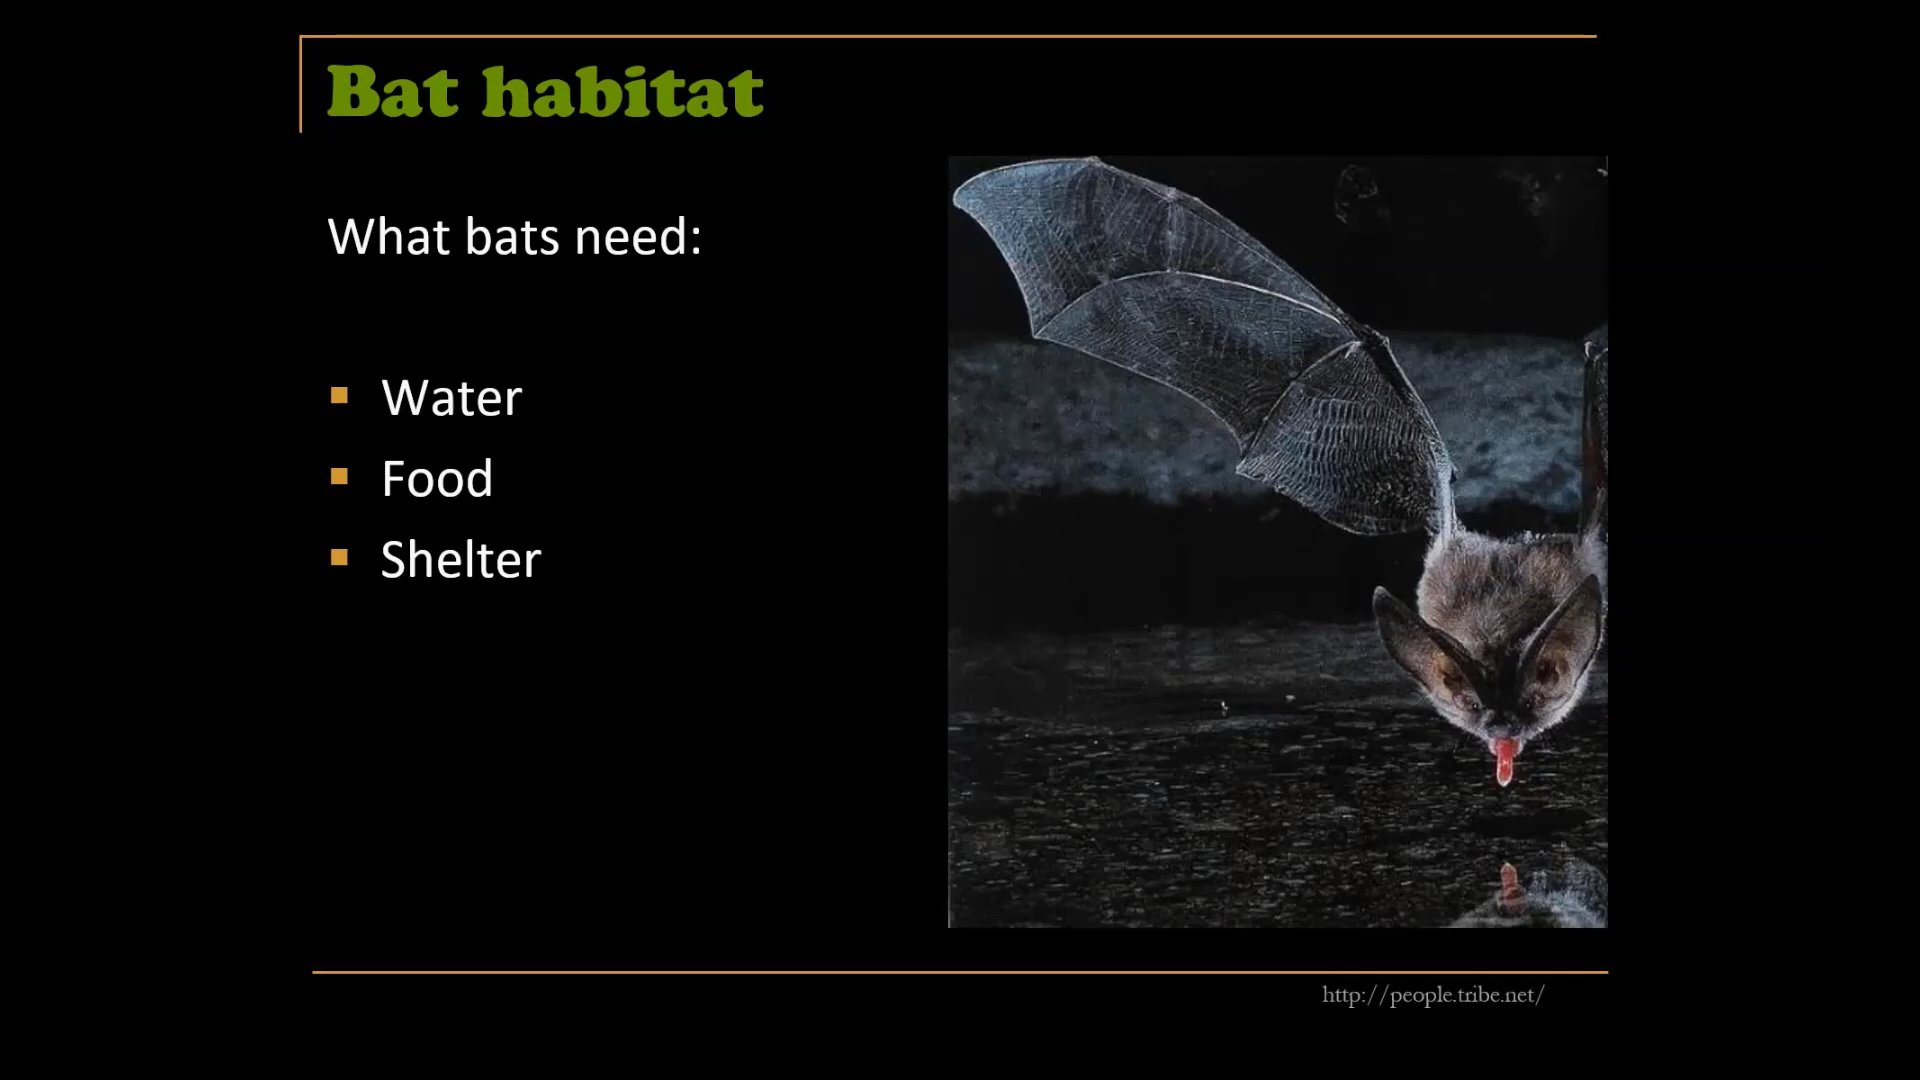 Bat habitat
What bats need:
Water
Food
Shelter
http://people.tribe.net/